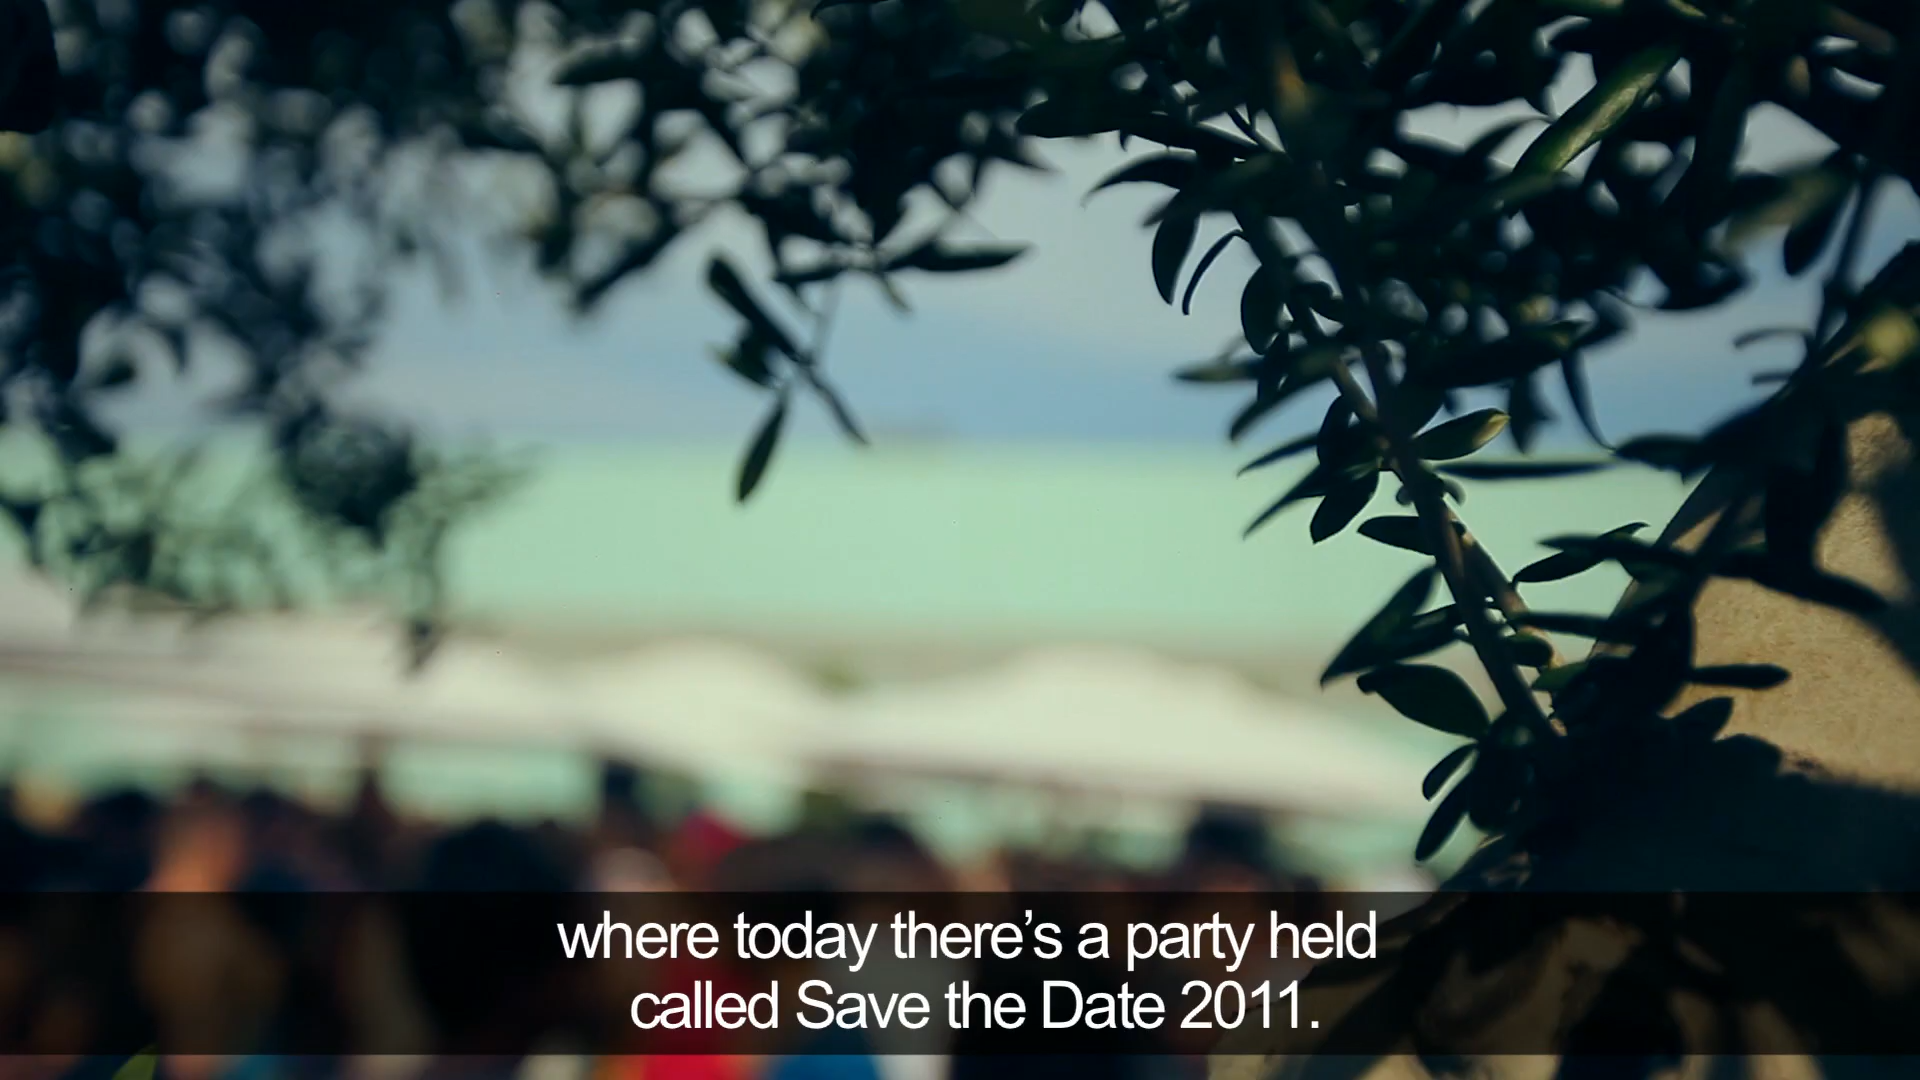 where today there’s a party held
called Save the Date 2011.